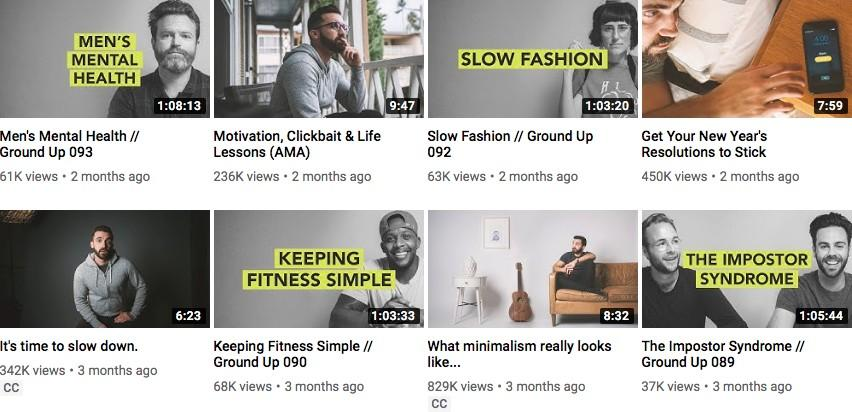 MEN'S
MENTAL
HEALTH
1:08:13
9:47
SLOW FASHION
1:03:20
4:00
7:59
Men's Mental Health //
Ground Up 093
61K views • 2 months ago
Motivation, Clickbait & Life
Lessons (AMA)
236K views • 2 months ago
Slow Fashion // Ground Up
092
63K views • 2 months ago
Get Your New Year's
Resolutions to Stick
450K views • 2 months ago
6:23
KEEPING
FITNESS SIMPLE
1:03:33
8:32
THE IMPOSTOR
SYNDROME
1:05:44
It's time to slow down.
342K views • 3 months ago
CC
Keeping Fitness Simple //
Ground Up 090
68K views • 3 months ago
What minimalism really looks
like...
829K views • 3 months ago
CC
The Impostor Syndrome //
Ground Up 089
37K views • 3 months ago